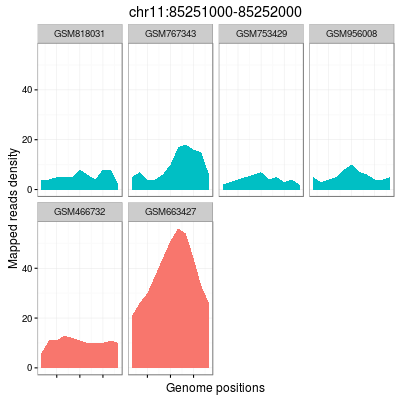 chr11:85251000-85252000
GSM818031 GSM767343 GSM753429 GSM956008
40
20
0
GSM466732 GSM663427
40
20
0
Mapped reads density
Genome positions